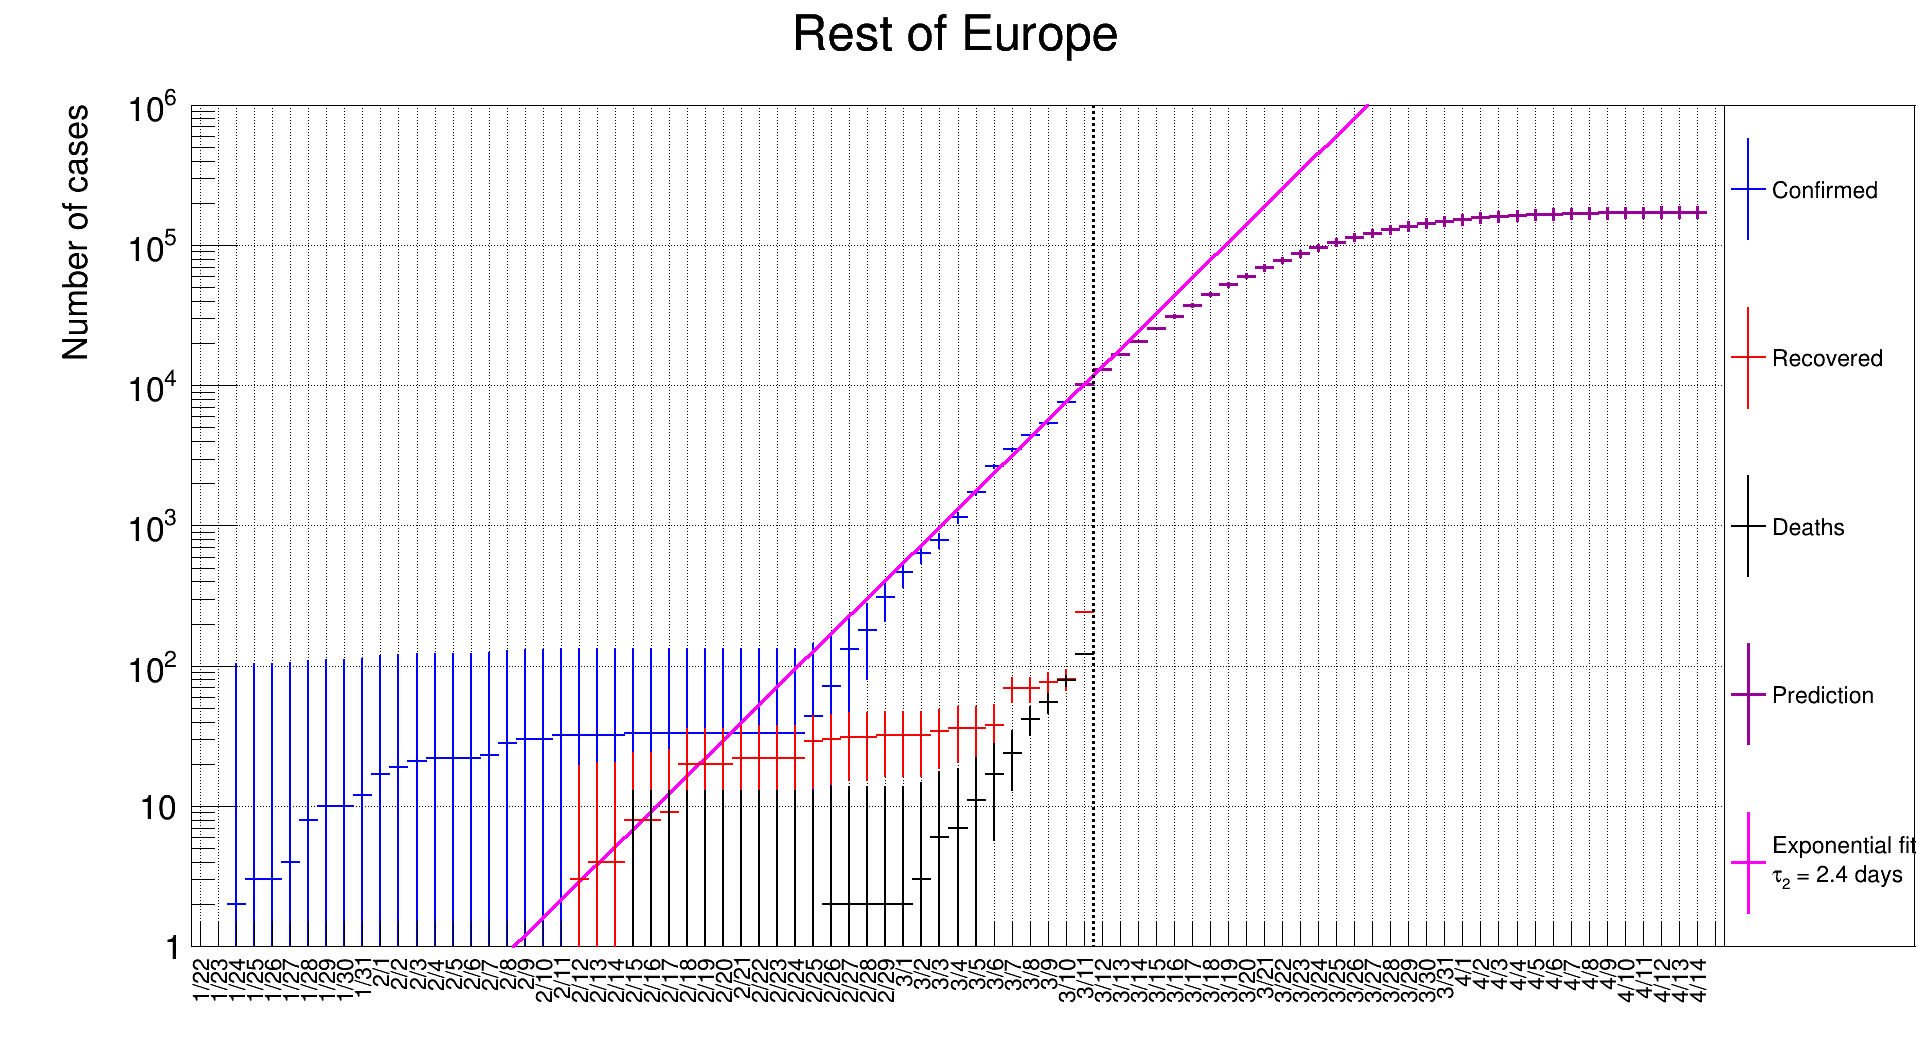 Rest of Europe
Number of cases
10^6
10^5
10^4
10^3
10^2
10
1
1/22 1/23 1/24 1/25 1/26 1/27 1/28 1/29 1/30 1/31 2/1 2/2 2/3 2/4 2/5 2/6 2/7 2/8 2/9 2/10 2/11 2/12 2/13 2/14 2/15 2/16 2/17 2/18 2/19 2/20 2/21 2/22 2/23 2/24 2/25 2/26 2/27 2/28 2/29 3/1 3/2 3/3 3/4 3/5 3/6 3/7 3/8 3/9 3/10 3/11 3/12 3/13 3/14 3/15 3/16 3/17 3/18 3/19 3/20 3/21 3/22 3/23 3/24 3/25 3/26 3/27 3/28 3/29 3/30 3/31 4/1 4/2 4/3 4/4 4/5 4/6 4/7 4/8 4/9 4/10 4/11 4/12 4/13 4/14
Confirmed
Recovered
Deaths
Prediction
Exponential fit
τ₂ = 2.4 days